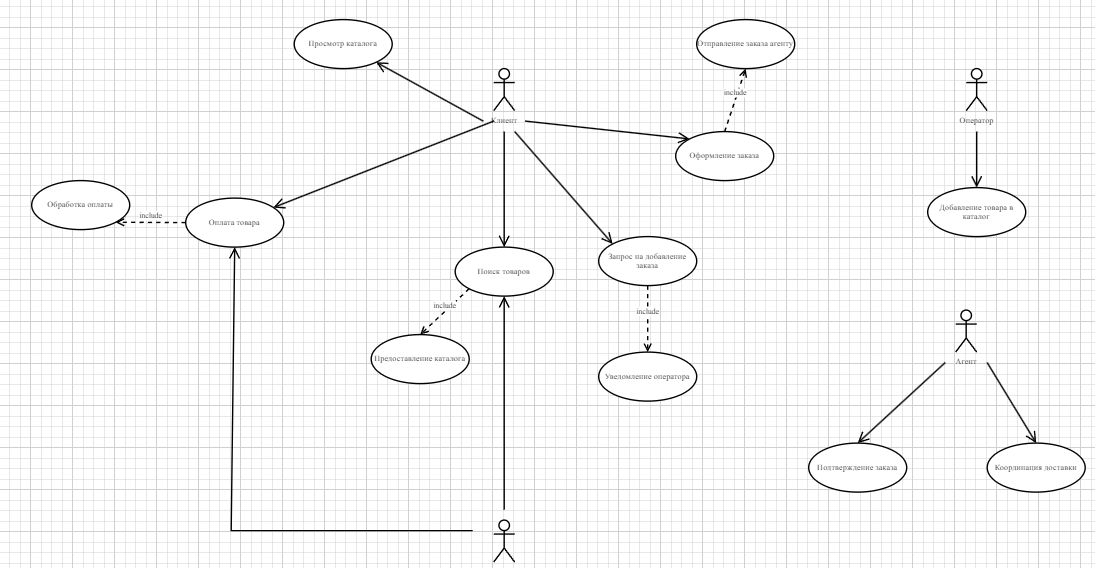 Просмотр каталога
Отправление заказа агенту
include
Клиент
Оператор
Оформление заказа
Обработка оплаты
include
Оплата товара
Добавление товара в
каталог
Поиск товаров
Запрос на добавление
заказа
include
include
Предоставление каталога
Уведомление оператора
Агент
Подтверждение заказа
Координация доставки